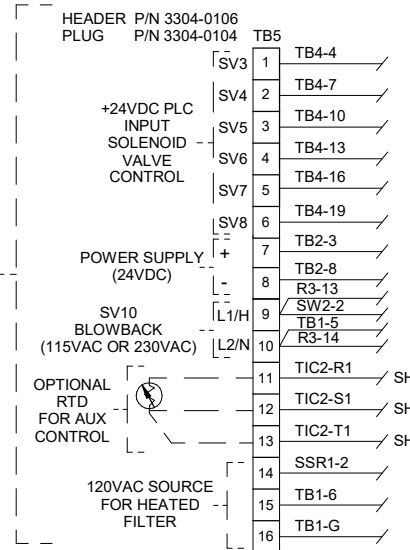 HEADER P/N 3304-0106
PLUG P/N 3304-0104 TB5
SV3 1 TB4-4
SV4 2 TB4-7
+24VDC PLC
INPUT
SOLENOID
VALVE
CONTROL
SV5 3 TB4-10
SV6 4 TB4-13
SV7 5 TB4-16
SV8 6 TB4-19
POWER SUPPLY
(24VDC)
+ 7 TB2-3
- 8 TB2-8
SV10
BLOWBACK
(115VAC OR 230VAC)
R3-13
L1/H 9 SW2-2
TB1-5
L2/N 10 R3-14
OPTIONAL
RTD
FOR AUX
CONTROL
11 TIC2-R1 SH
12 TIC2-S1 SH
13 TIC2-T1 SH
120VAC SOURCE
FOR HEATED
FILTER
14 SSR1-2
15 TB1-6
16 TB1-G